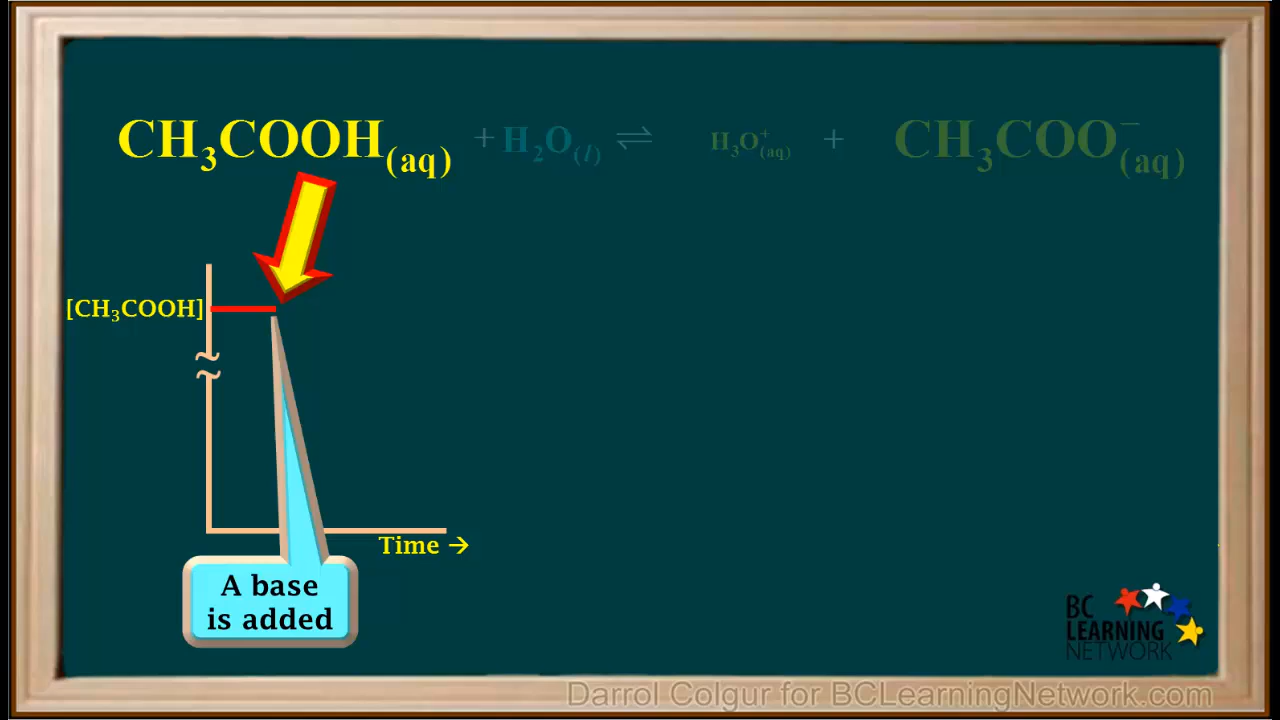 CH₃COOH(aq) + H₂O(l) ⇌ H₃O⁺(aq) + CH₃COO⁻(aq)
[CH₃COOH]
Time →
A base
is added
BC
LEARNING
NETWORK
Darrol Colgur for BCLearningNetwork.com